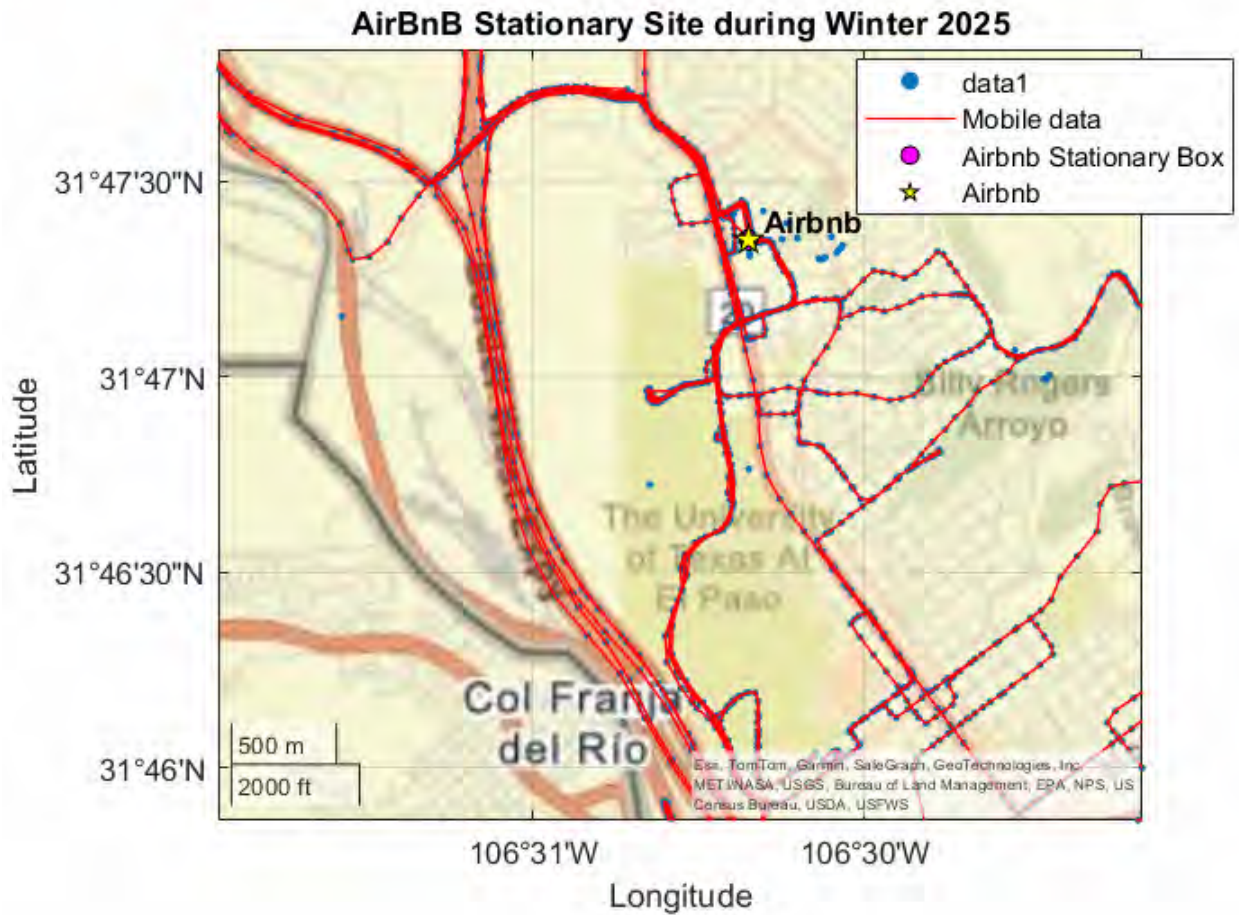 AirBnB Stationary Site during Winter 2025
data1
Mobile data
Airbnb Stationary Box
Airbnb
31°47'30"N
Airbnb
20
31°47'N
Billy Rogers
Arroyo
Latitude
The University
of Texas At
El Paso
31°46'30"N
Col Franja
del Río
500 m
2000 ft
31°46'N
Esri, TomTom, Garmin, SafeGraph, GeoTechnologies, Inc,
METI/NASA, USGS, Bureau of Land Management, EPA, NPS, US
Census Bureau, USDA, USFWS
106°31'W
106°30'W
Longitude